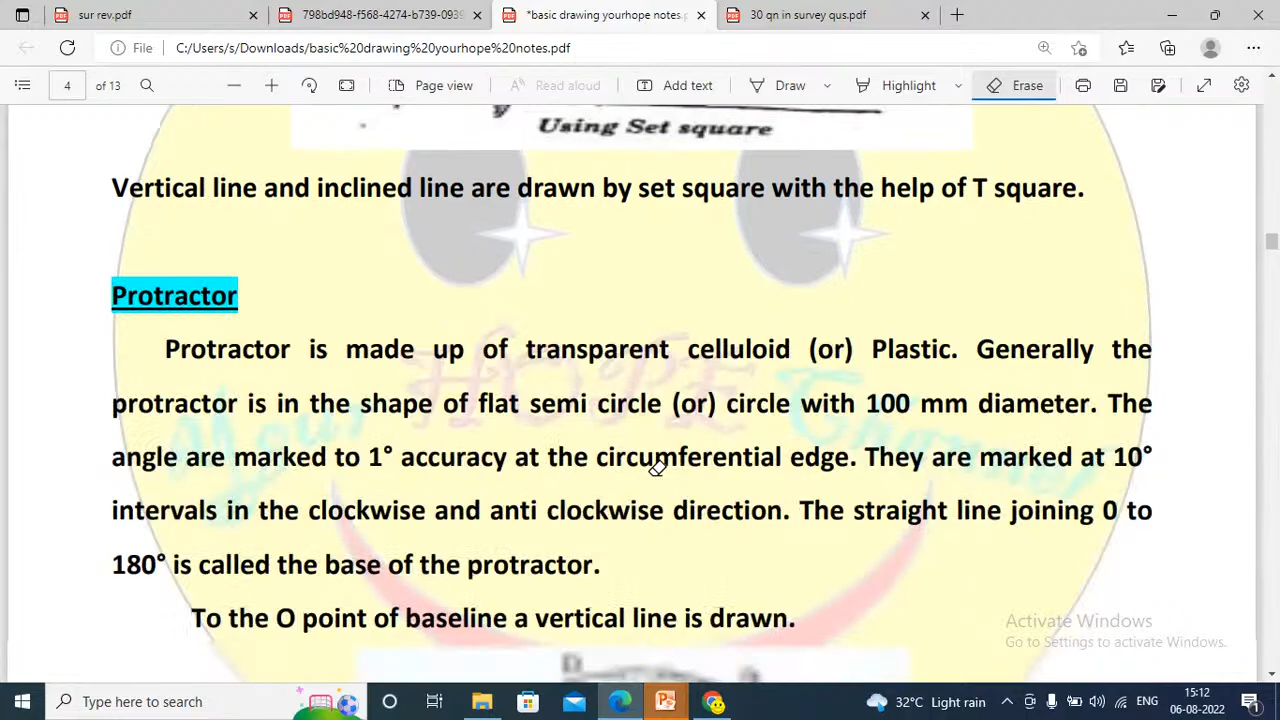 sur rev.pdf
798bd948-f568-4274-b739-0939
*basic drawing yourhope notes.p
30 qn in survey qus.pdf
File
C:/Users/s/Downloads/basic%20drawing%20yourhope%20notes.pdf
4 of 13
Page view
Read aloud
Add text
Draw
Highlight
Erase
Using Set square
Vertical line and inclined line are drawn by set square with the help of T square.
Protractor
Protractor is made up of transparent celluloid (or) Plastic. Generally the
protractor is in the shape of flat semi circle (or) circle with 100 mm diameter. The
angle are marked to 1° accuracy at the circumferential edge. They are marked at 10°
intervals in the clockwise and anti clockwise direction. The straight line joining 0 to
180° is called the base of the protractor.
To the O point of baseline a vertical line is drawn.
Your HOPE Channel
Activate Windows
Go to Settings to activate Windows.
Type here to search
32°C Light rain
ENG
15:12
06-08-2022
1